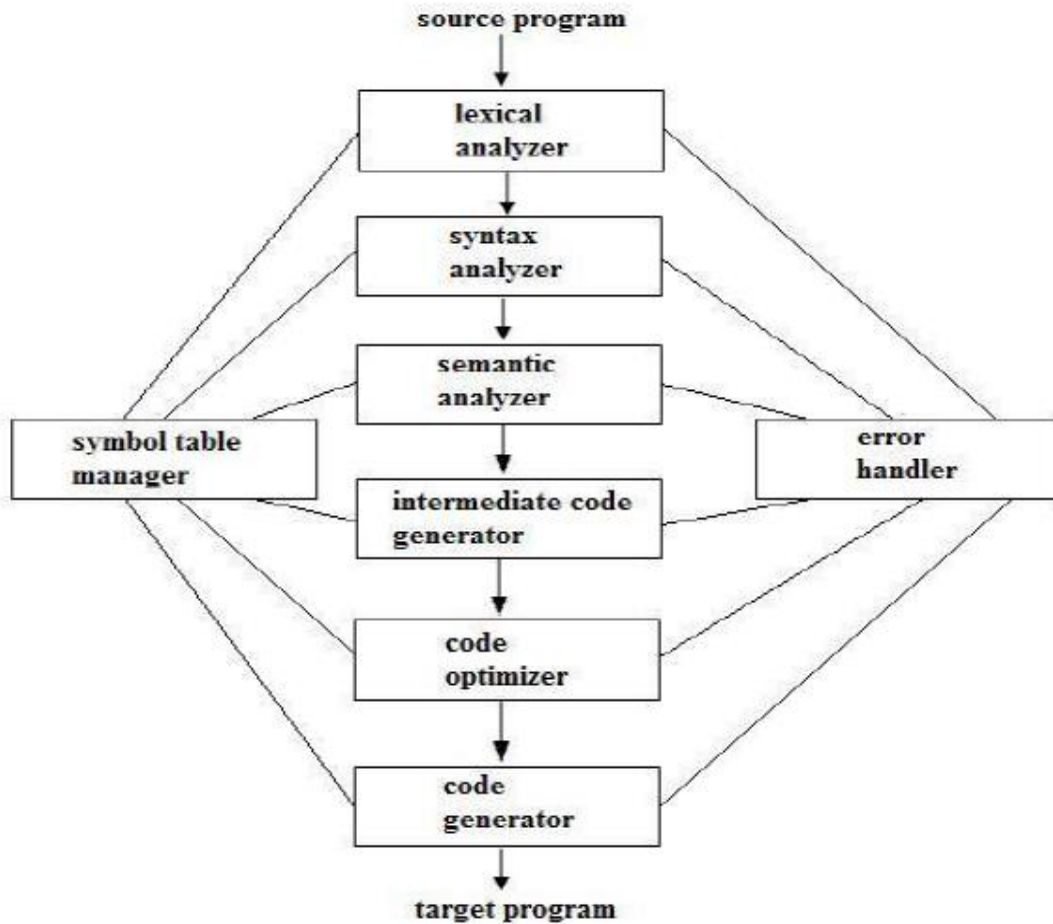 source program
lexical
analyzer
syntax
analyzer
semantic
analyzer
symbol table
manager
error
handler
intermediate code
generator
code
optimizer
code
generator
target program